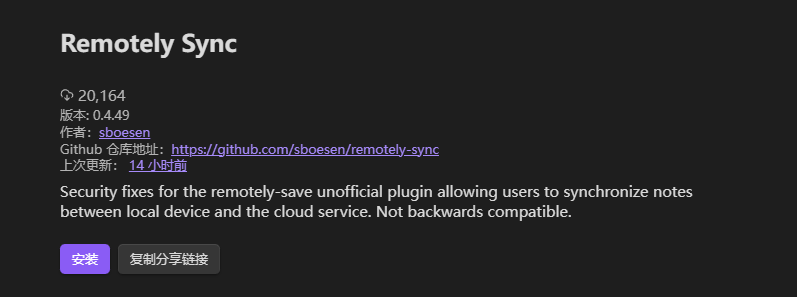 Remotely Sync
20,164
版本: 0.4.49
作者：sboesen
Github 仓库地址：https://github.com/sboesen/remotely-sync
上次更新： 14 小时前
Security fixes for the remotely-save unofficial plugin allowing users to synchronize notes
between local device and the cloud service. Not backwards compatible.
安装 复制分享链接